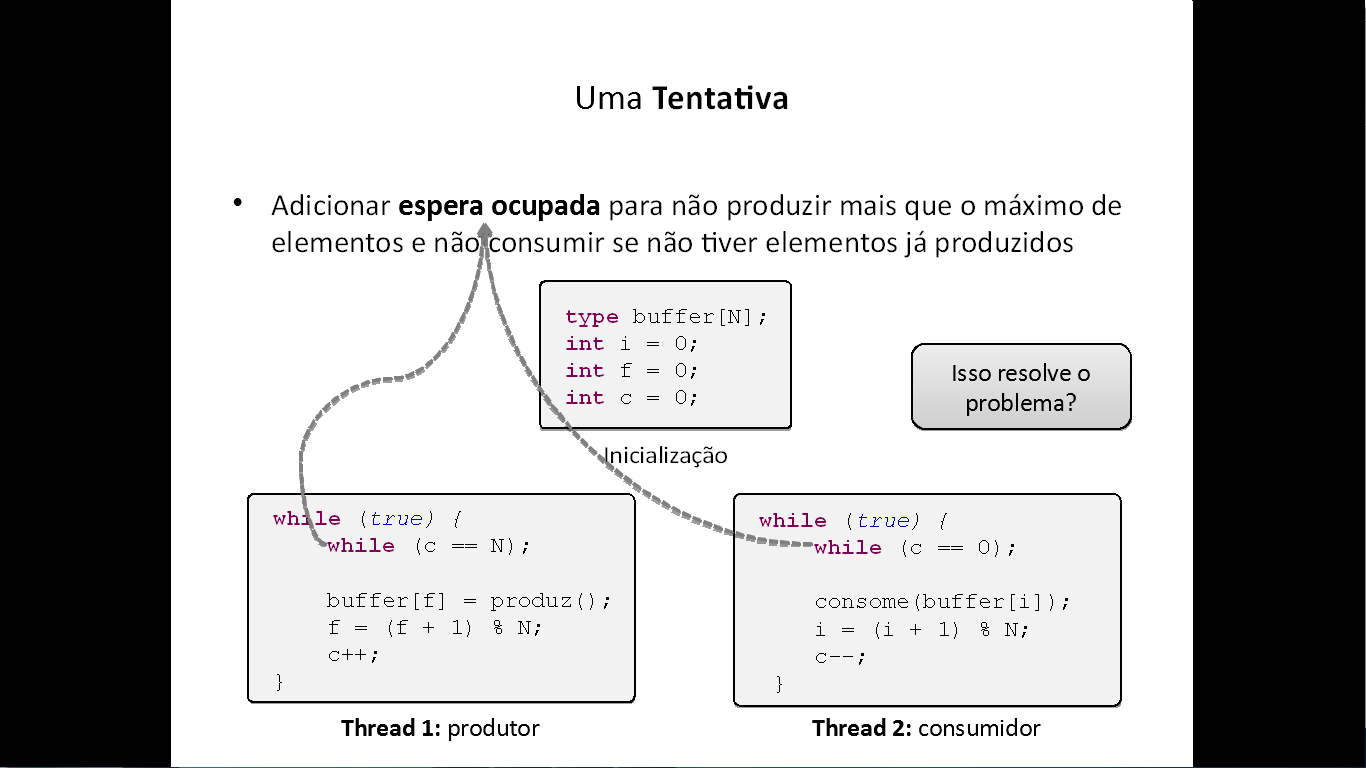 Uma Tentativa
• Adicionar espera ocupada para não produzir mais que o máximo de
elementos e não consumir se não tiver elementos já produzidos
type buffer[N];
int i = 0;
int f = 0;
int c = 0;
Inicialização
Isso resolve o
problema?
while (true) {
while (c == N);
buffer[f] = produz();
f = (f + 1) % N;
c++;
}
Thread 1: produtor
while (true) {
while (c == 0);
consome(buffer[i]);
i = (i + 1) % N;
c--;
}
Thread 2: consumidor